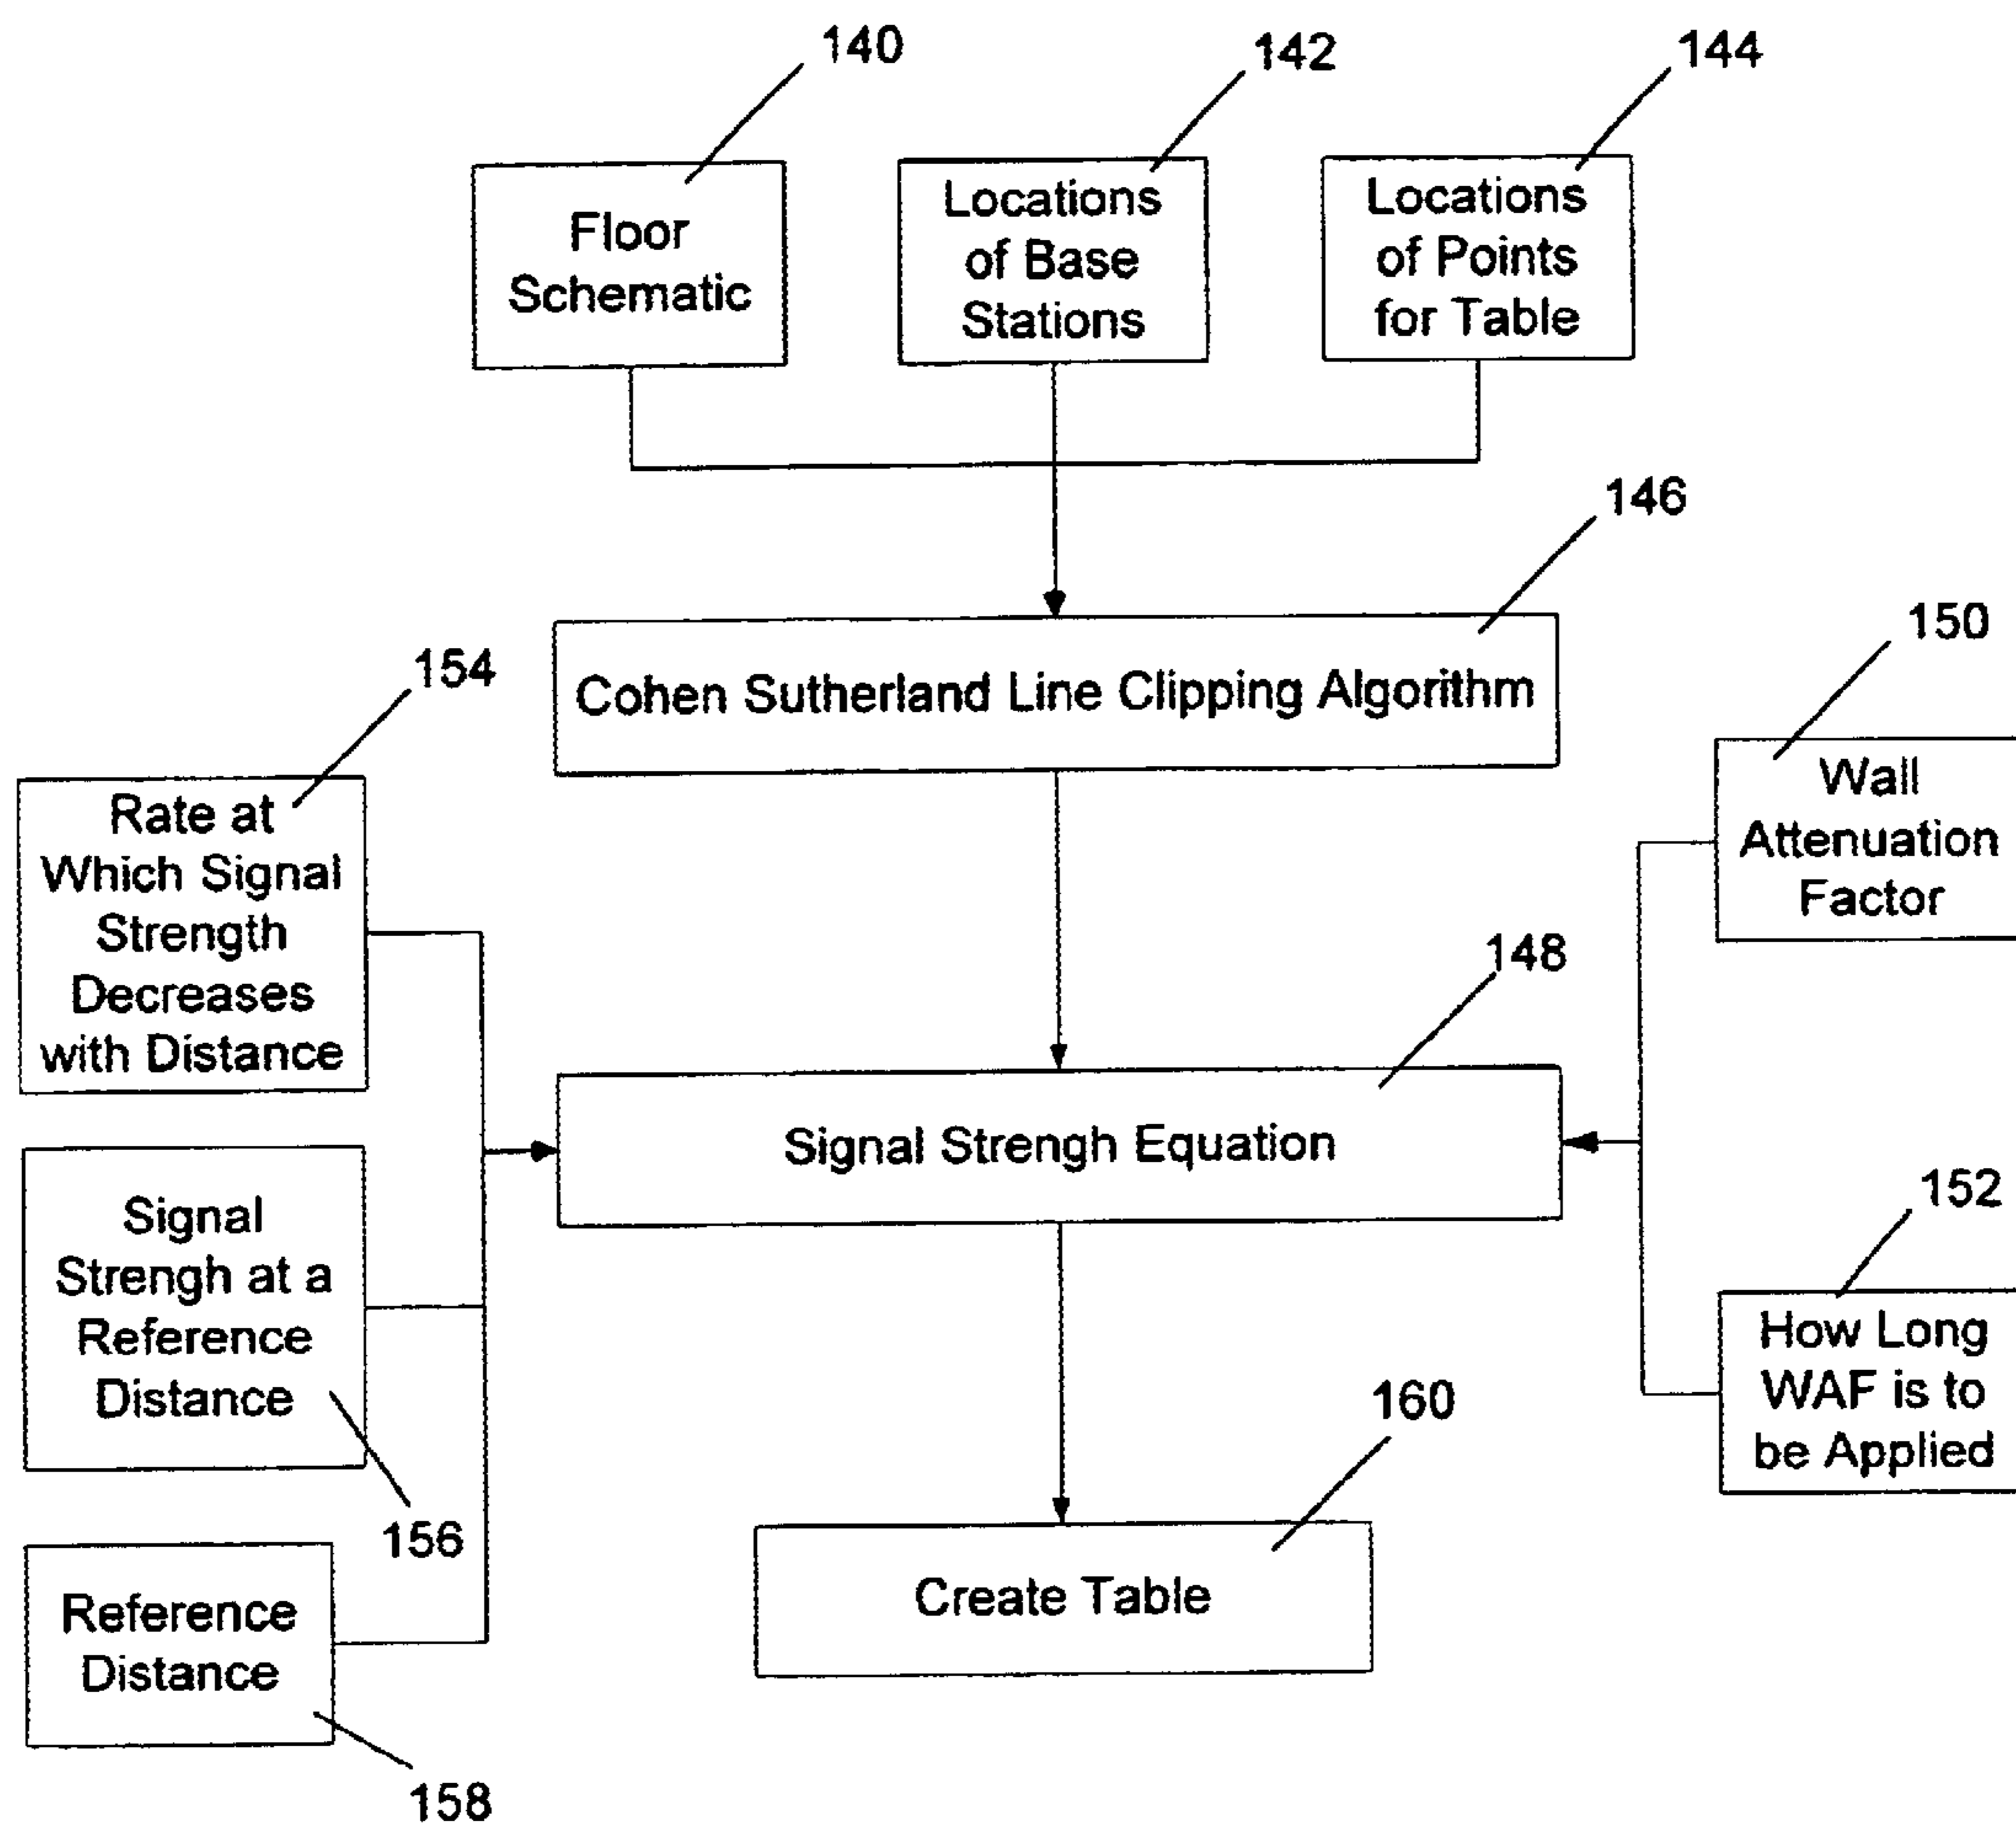 140
142
144
Floor
Schematic
Locations
of Base
Stations
Locations
of Points
for Table
146
Cohen Sutherland Line Clipping Algorithm
154
Rate at
Which Signal
Strength
Decreases
with Distance
150
Wall
Attenuation
Factor
148
Signal Strengh Equation
152
How Long
WAF is to
be Applied
Signal
Strengh at a
Reference
Distance
156
160
Create Table
Reference
Distance
158